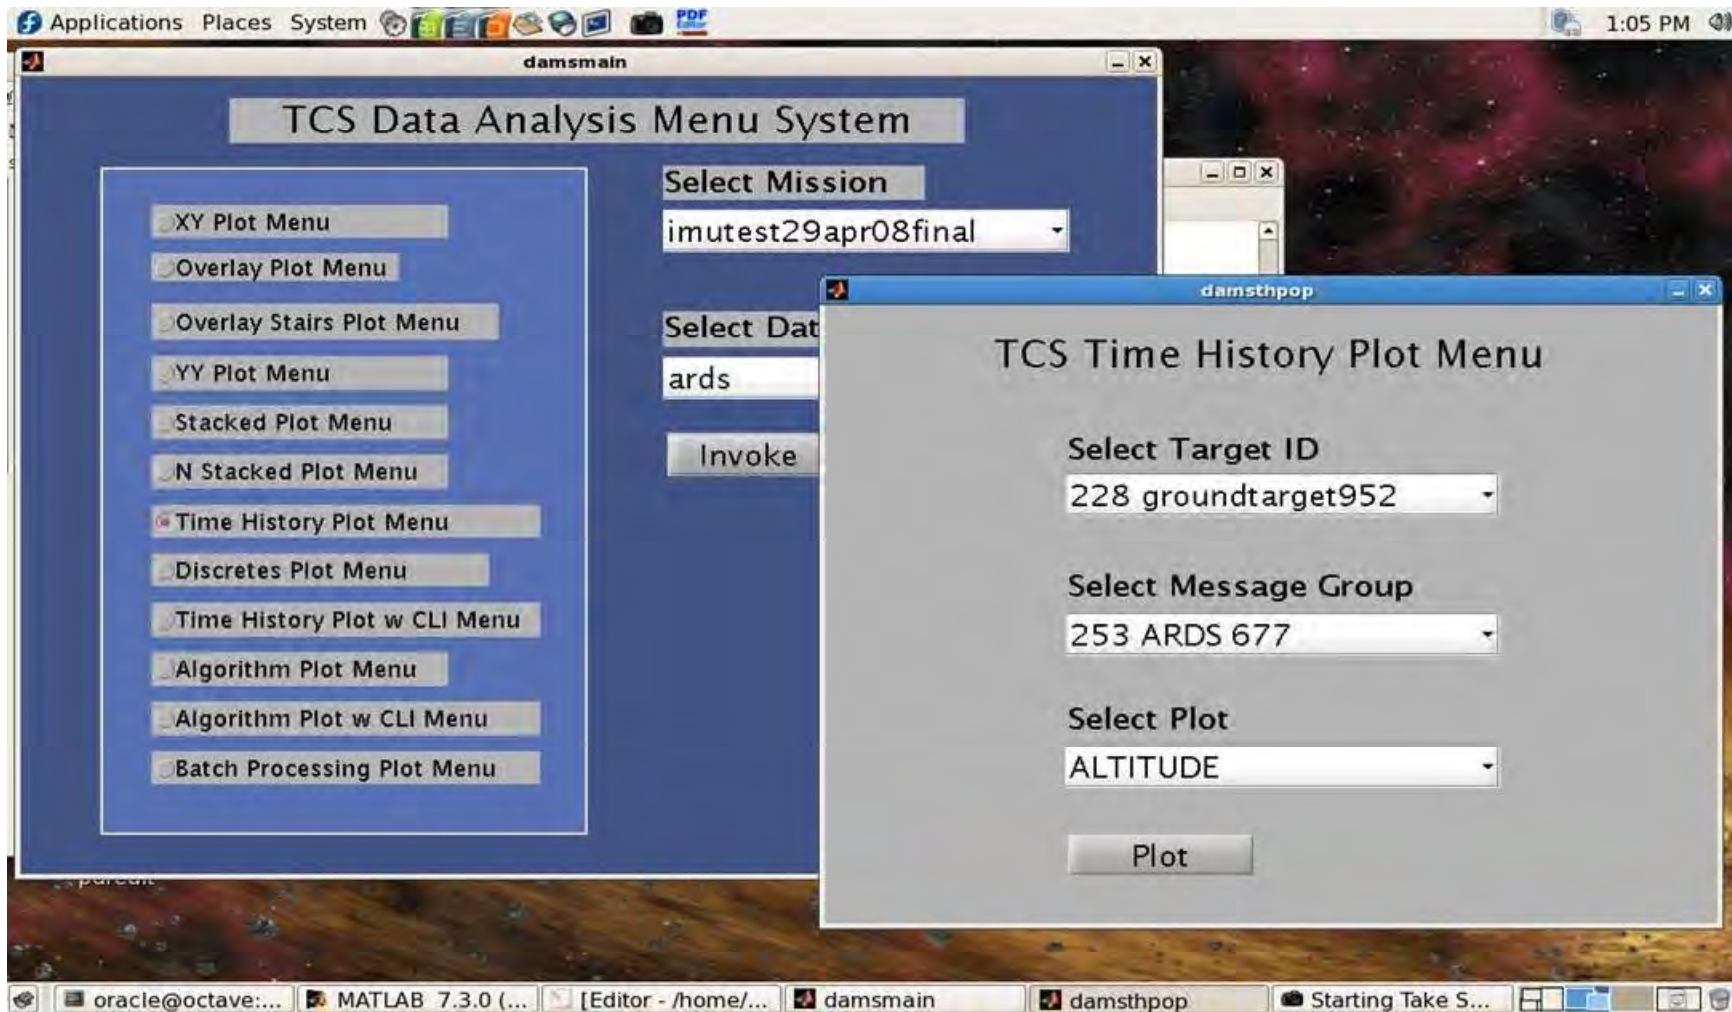 Applications Places System
PDF
Editor
1:05 PM
damsmain
TCS Data Analysis Menu System
XY Plot Menu
Overlay Plot Menu
Overlay Stairs Plot Menu
YY Plot Menu
Stacked Plot Menu
N Stacked Plot Menu
Time History Plot Menu
Discretes Plot Menu
Time History Plot w CLI Menu
Algorithm Plot Menu
Algorithm Plot w CLI Menu
Batch Processing Plot Menu
Select Mission
imutest29apr08final
Select Dat
ards
Invoke
damsthpop
TCS Time History Plot Menu
Select Target ID
228 groundtarget952
Select Message Group
253 ARDS 677
Select Plot
ALTITUDE
Plot
oracle@octave:...
MATLAB 7.3.0 (...
[Editor - /home/...
damsmain
damsthpop
Starting Take S...